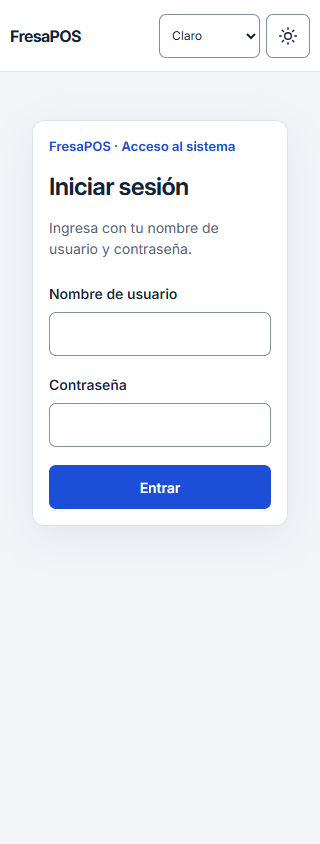 FresaPOS
Claro
FresaPOS · Acceso al sistema
Iniciar sesión
Ingresa con tu nombre de
usuario y contraseña.
Nombre de usuario
Contraseña
Entrar